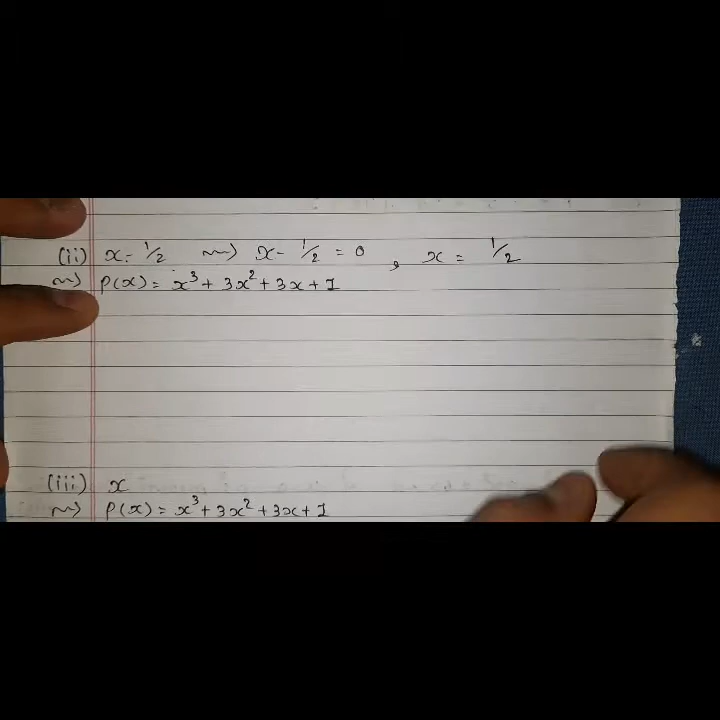 (ii) x - 1/2 ⇝ x - 1/2 = 0 , x = 1/2
⇝ P(x) = x³ + 3x² + 3x + 1
(iii) x
⇝ P(x) = x³ + 3x² + 3x + 1